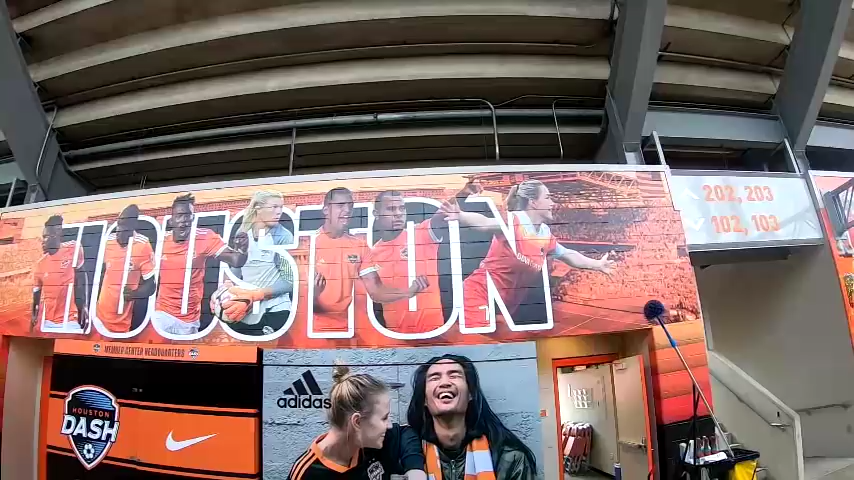 HOUSTON
202, 203
102, 103
MEMBER CENTER HEADQUARTERS
adidas
HOUSTON
DASH